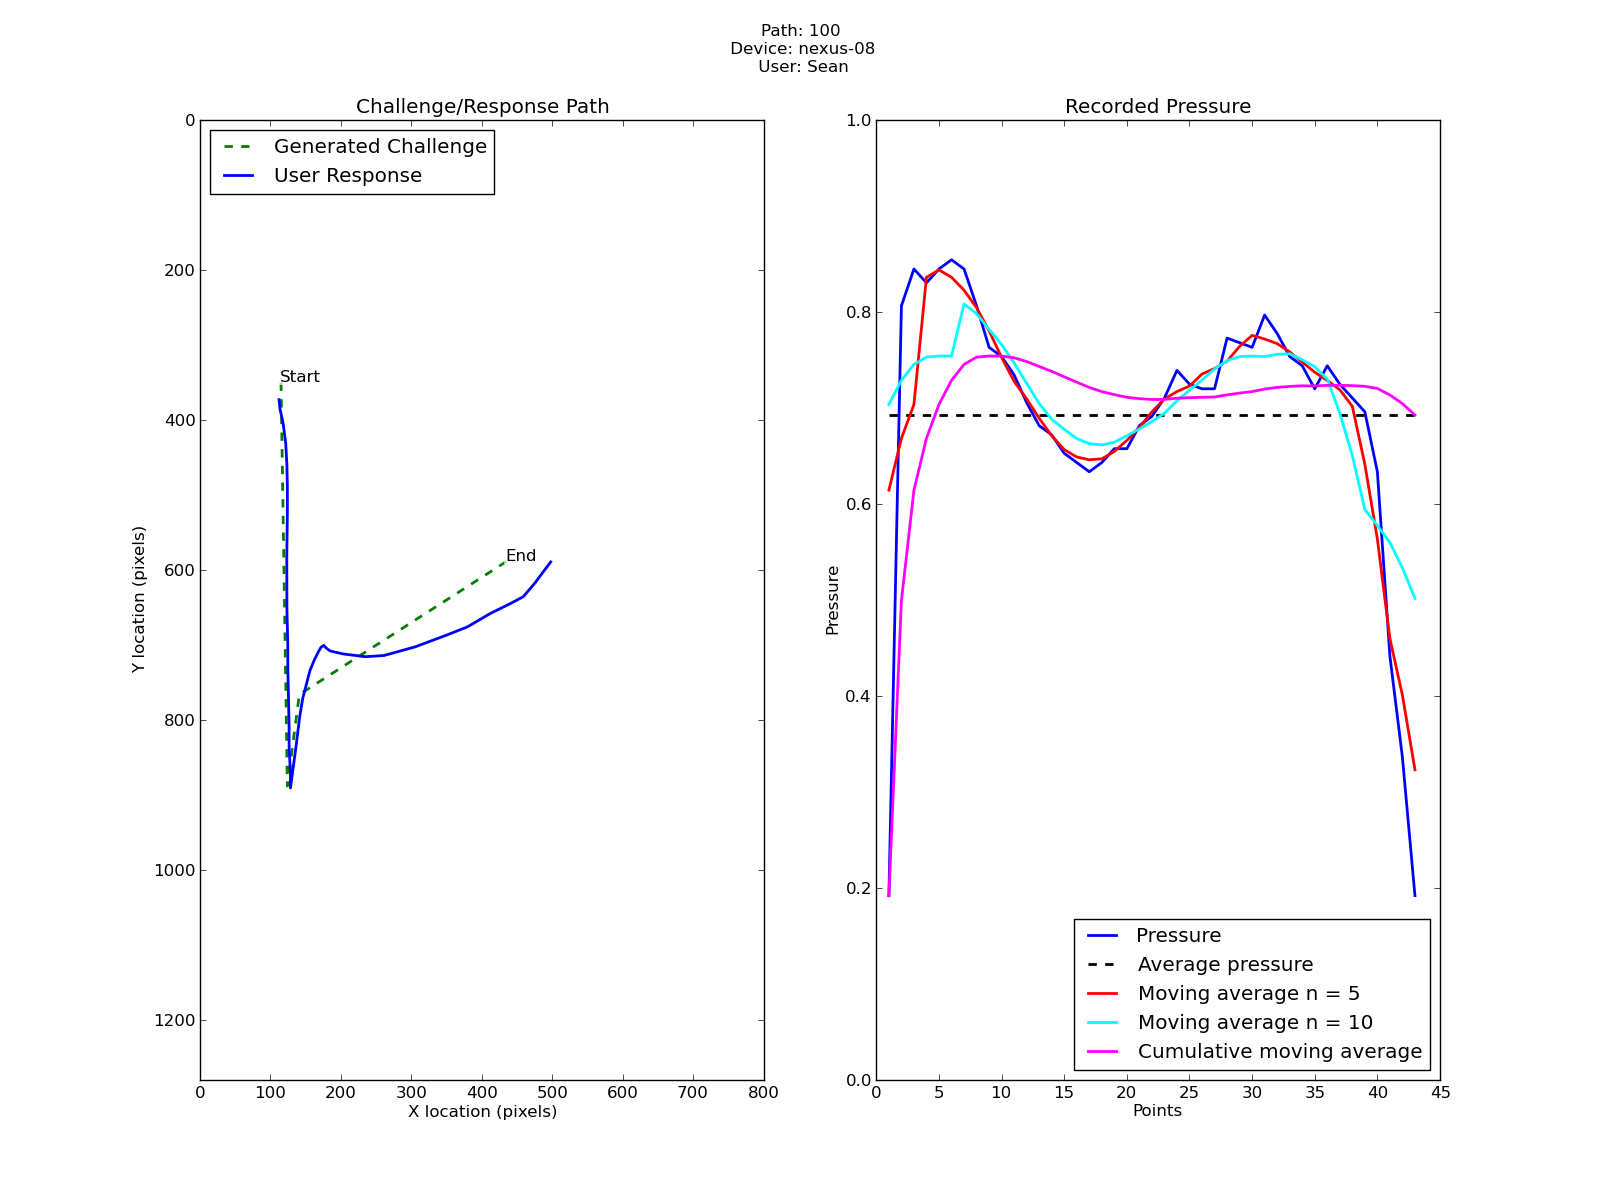 Path: 100
Device: nexus-08
User: Sean
Challenge/Response Path
Generated Challenge
User Response
Start
End
0
200
400
600
800
1000
1200
Y location (pixels)
0 100 200 300 400 500 600 700 800
X location (pixels)
Recorded Pressure
1.0
0.8
0.6
0.4
0.2
0.0
Pressure
Pressure
Average pressure
Moving average n = 5
Moving average n = 10
Cumulative moving average
0 5 10 15 20 25 30 35 40 45
Points